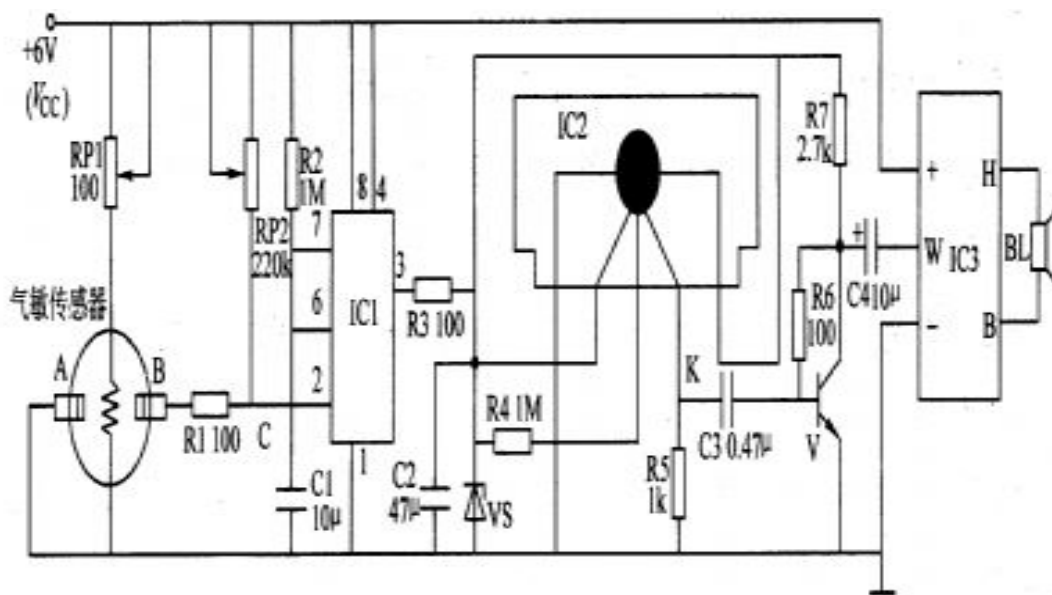 +6V
(VCC)
RP1
100
R2
1M
RP2
220k
8
4
7
6
2
3
1
IC1
R3 100
IC2
R7
2.7k
+
H
W
IC3
BL
−
B
+
C4 10μ
气敏传感器
A
B
R1 100
C
C1
10μ
C2
47μ
R4 1M
VS
K
R5
1k
C3 0.47μ
R6
100
V